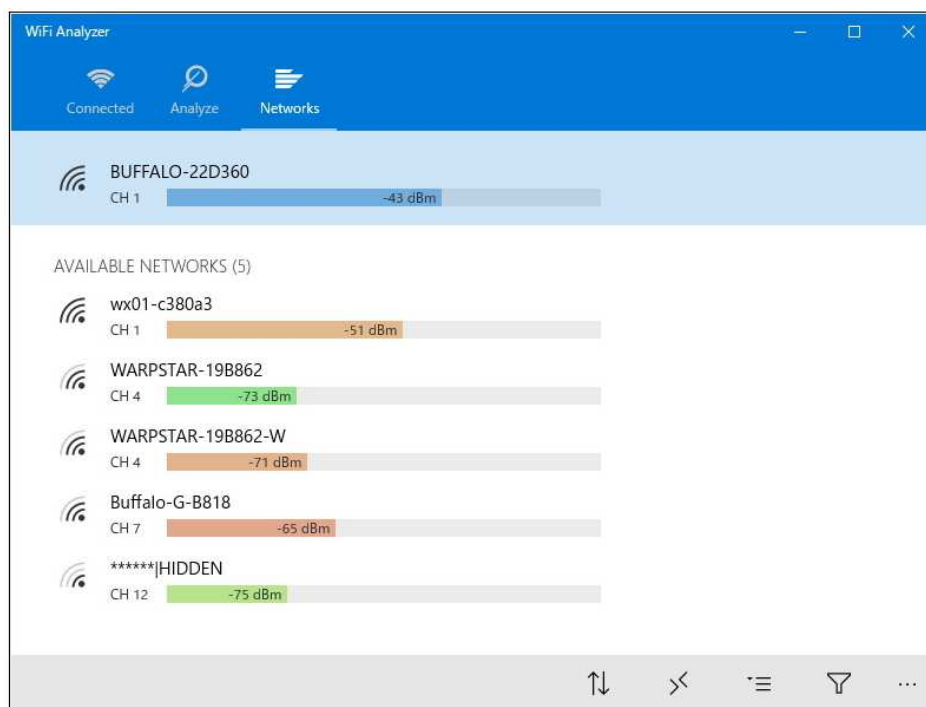 WiFi Analyzer
Connected Analyze Networks
BUFFALO-22D360
CH 1 -43 dBm
AVAILABLE NETWORKS (5)
wx01-c380a3
CH 1 -51 dBm
WARPSTAR-19B862
CH 4 -73 dBm
WARPSTAR-19B862-W
CH 4 -71 dBm
Buffalo-G-B818
CH 7 -65 dBm
******|HIDDEN
CH 12 -75 dBm